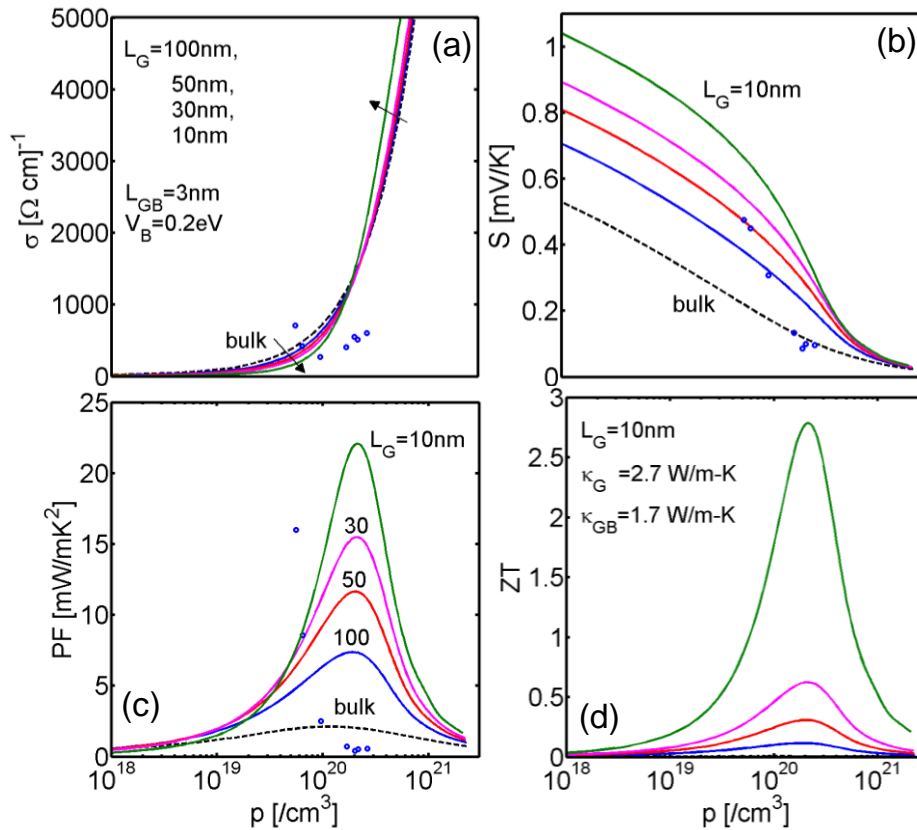 5000
4000
3000
2000
1000
0
σ [Ω cm]⁻¹
L_G=100nm,
50nm,
30nm,
10nm
L_GB=3nm
V_B=0.2eV
bulk
(a)
1
0.8
0.6
0.4
0.2
0
S [mV/K]
(b)
L_G=10nm
bulk
25
20
15
10
5
0
PF [mW/mK²]
L_G=10nm
30
50
100
bulk
(c)
10¹⁸
10¹⁹
10²⁰
10²¹
p [/cm³]
3
2.5
2
1.5
1
0.5
0
ZT
L_G=10nm
κ_G =2.7 W/m-K
κ_GB=1.7 W/m-K
(d)
10¹⁸
10¹⁹
10²⁰
10²¹
p [/cm³]